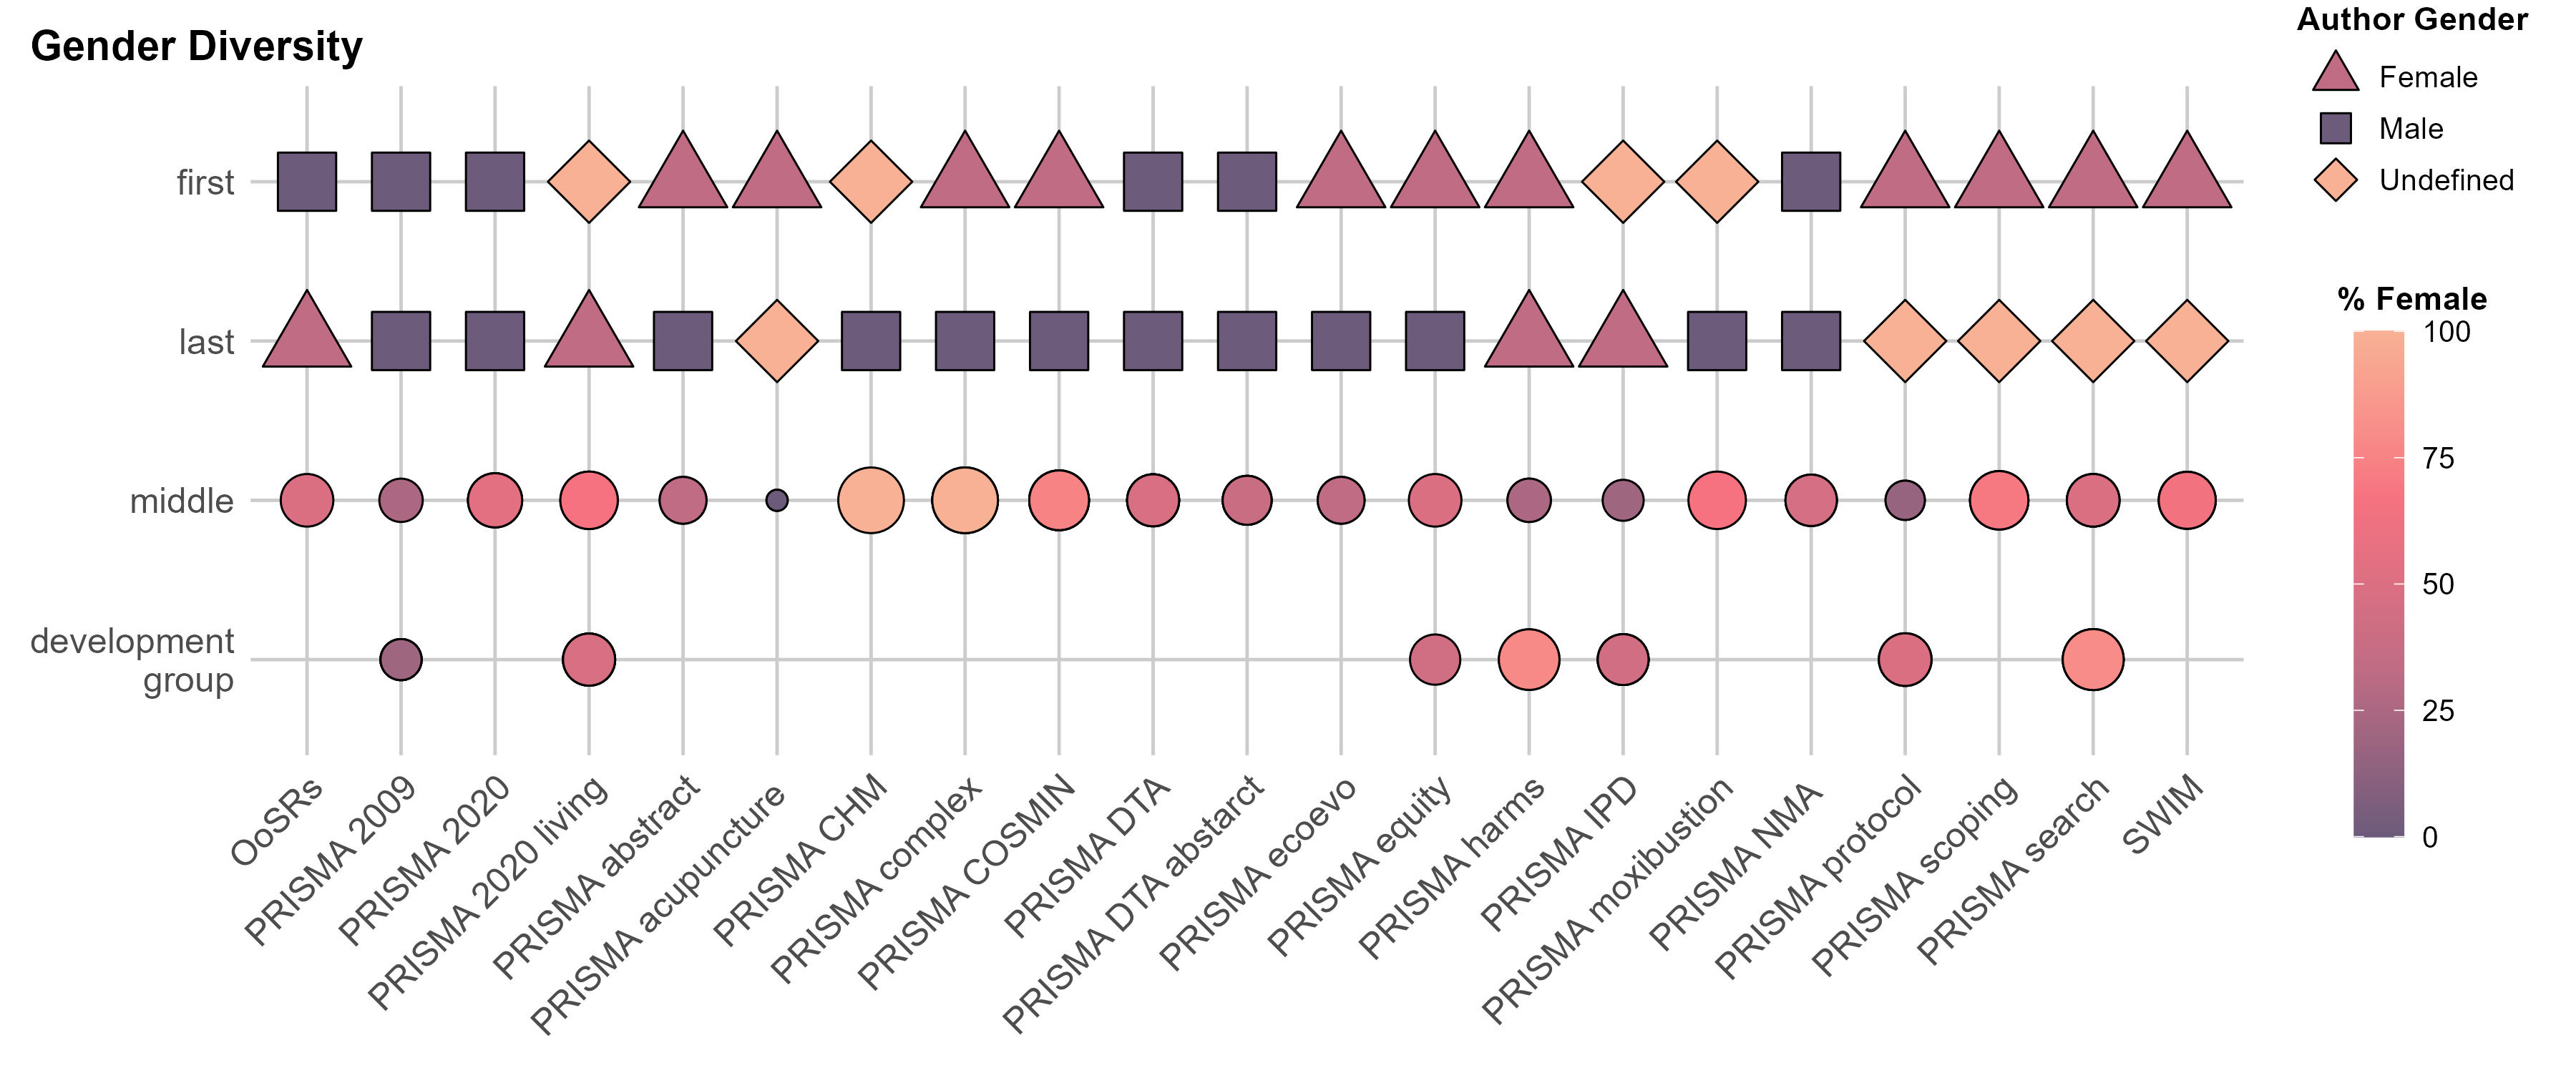 Gender Diversity
first
last
middle
development
group
OoSRs
PRISMA 2009
PRISMA 2020
PRISMA 2020 living
PRISMA abstract
PRISMA acupuncture
PRISMA CHM
PRISMA complex
PRISMA COSMIN
PRISMA DTA
PRISMA DTA abstarct
PRISMA ecoevo
PRISMA equity
PRISMA harms
PRISMA IPD
PRISMA moxibustion
PRISMA NMA
PRISMA protocol
PRISMA scoping
PRISMA search
SWIM
Author Gender
Female
Male
Undefined
% Female
100
75
50
25
0